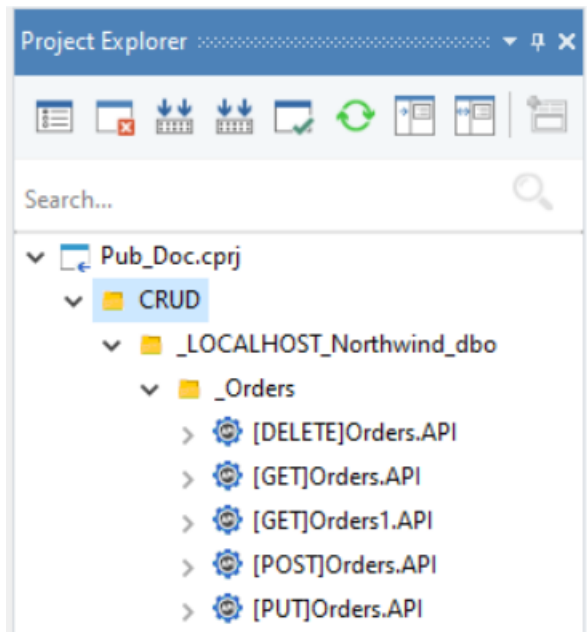 Project Explorer
Search...
Pub_Doc.cprj
CRUD
_LOCALHOST_Northwind_dbo
_Orders
[DELETE]Orders.API
[GET]Orders.API
[GET]Orders1.API
[POST]Orders.API
[PUT]Orders.API